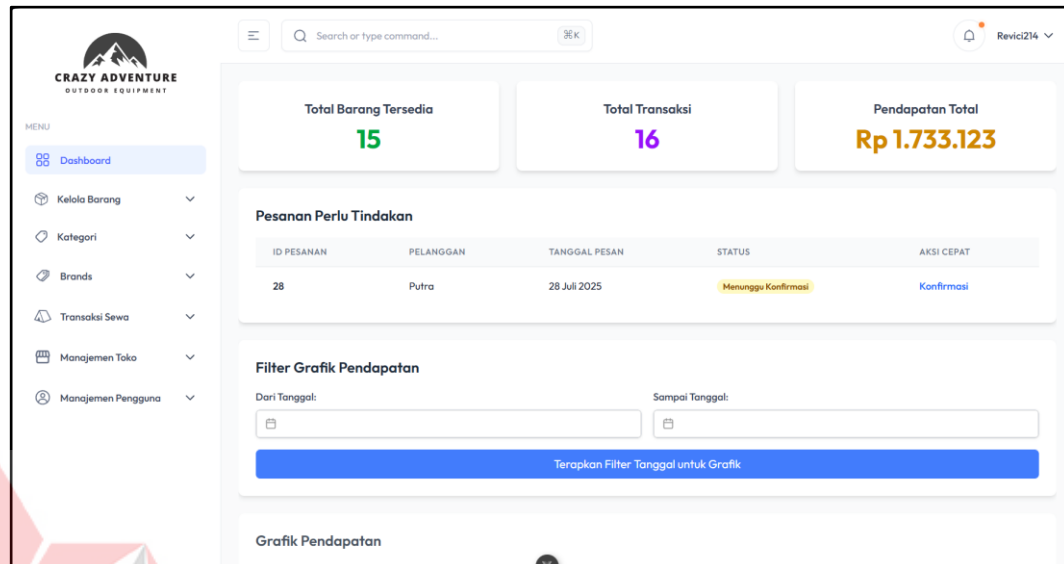 CRAZY ADVENTURE
OUTDOOR EQUIPMENT
MENU
Dashboard
Kelola Barang
Kategori
Brands
Transaksi Sewa
Manajemen Toko
Manajemen Pengguna
Search or type command...
⌘K
Revici214
Total Barang Tersedia
15
Total Transaksi
16
Pendapatan Total
Rp 1.733.123
Pesanan Perlu Tindakan
ID PESANAN PELANGGAN TANGGAL PESAN STATUS AKSI CEPAT
28 Putra 28 Juli 2025 Menunggu Konfirmasi Konfirmasi
Filter Grafik Pendapatan
Dari Tanggal: Sampai Tanggal:
Terapkan Filter Tanggal untuk Grafik
Grafik Pendapatan